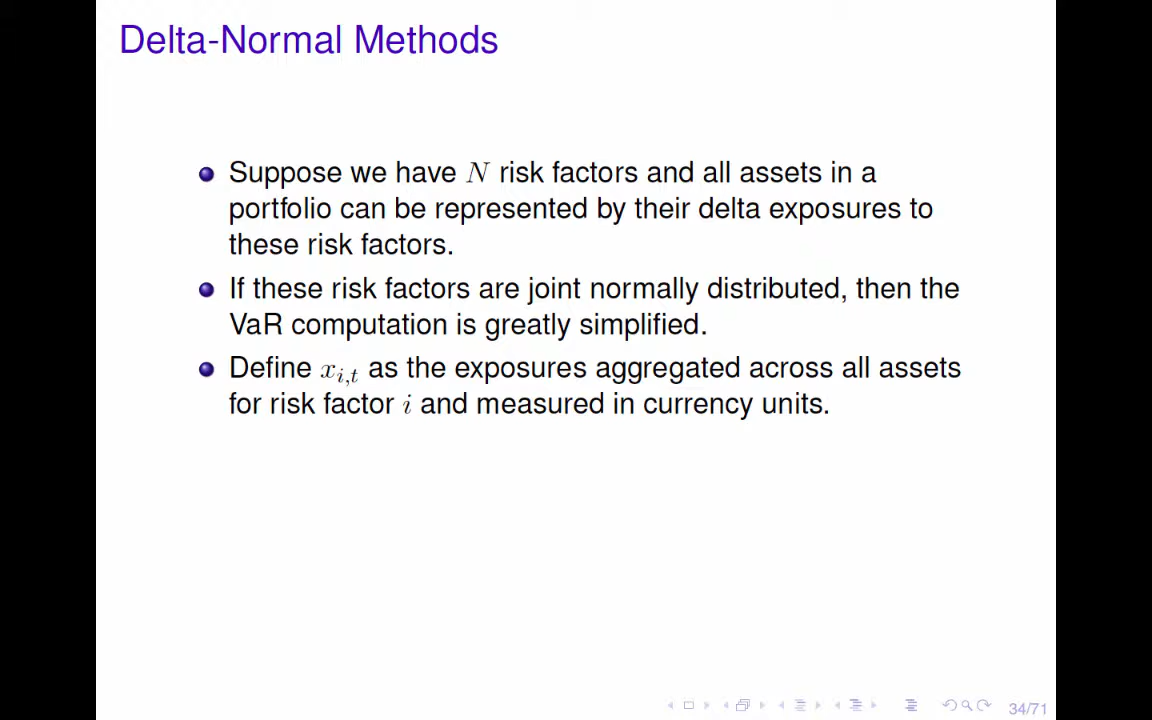 Delta-Normal Methods
Suppose we have N risk factors and all assets in a
portfolio can be represented by their delta exposures to
these risk factors.
If these risk factors are joint normally distributed, then the
VaR computation is greatly simplified.
Define x_{i,t} as the exposures aggregated across all assets
for risk factor i and measured in currency units.
34/71